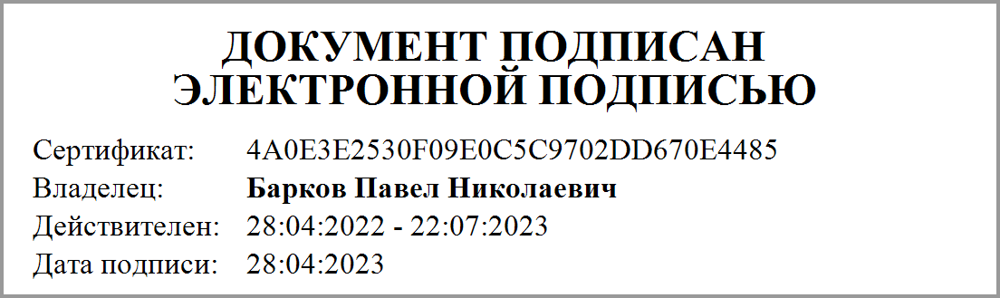 ДОКУМЕНТ ПОДПИСАН
ЭЛЕКТРОННОЙ ПОДПИСЬЮ
Сертификат: 4A0E3E2530F09E0C5C9702DD670E4485
Владелец: Барков Павел Николаевич
Действителен: 28:04:2022 - 22:07:2023
Дата подписи: 28:04:2023